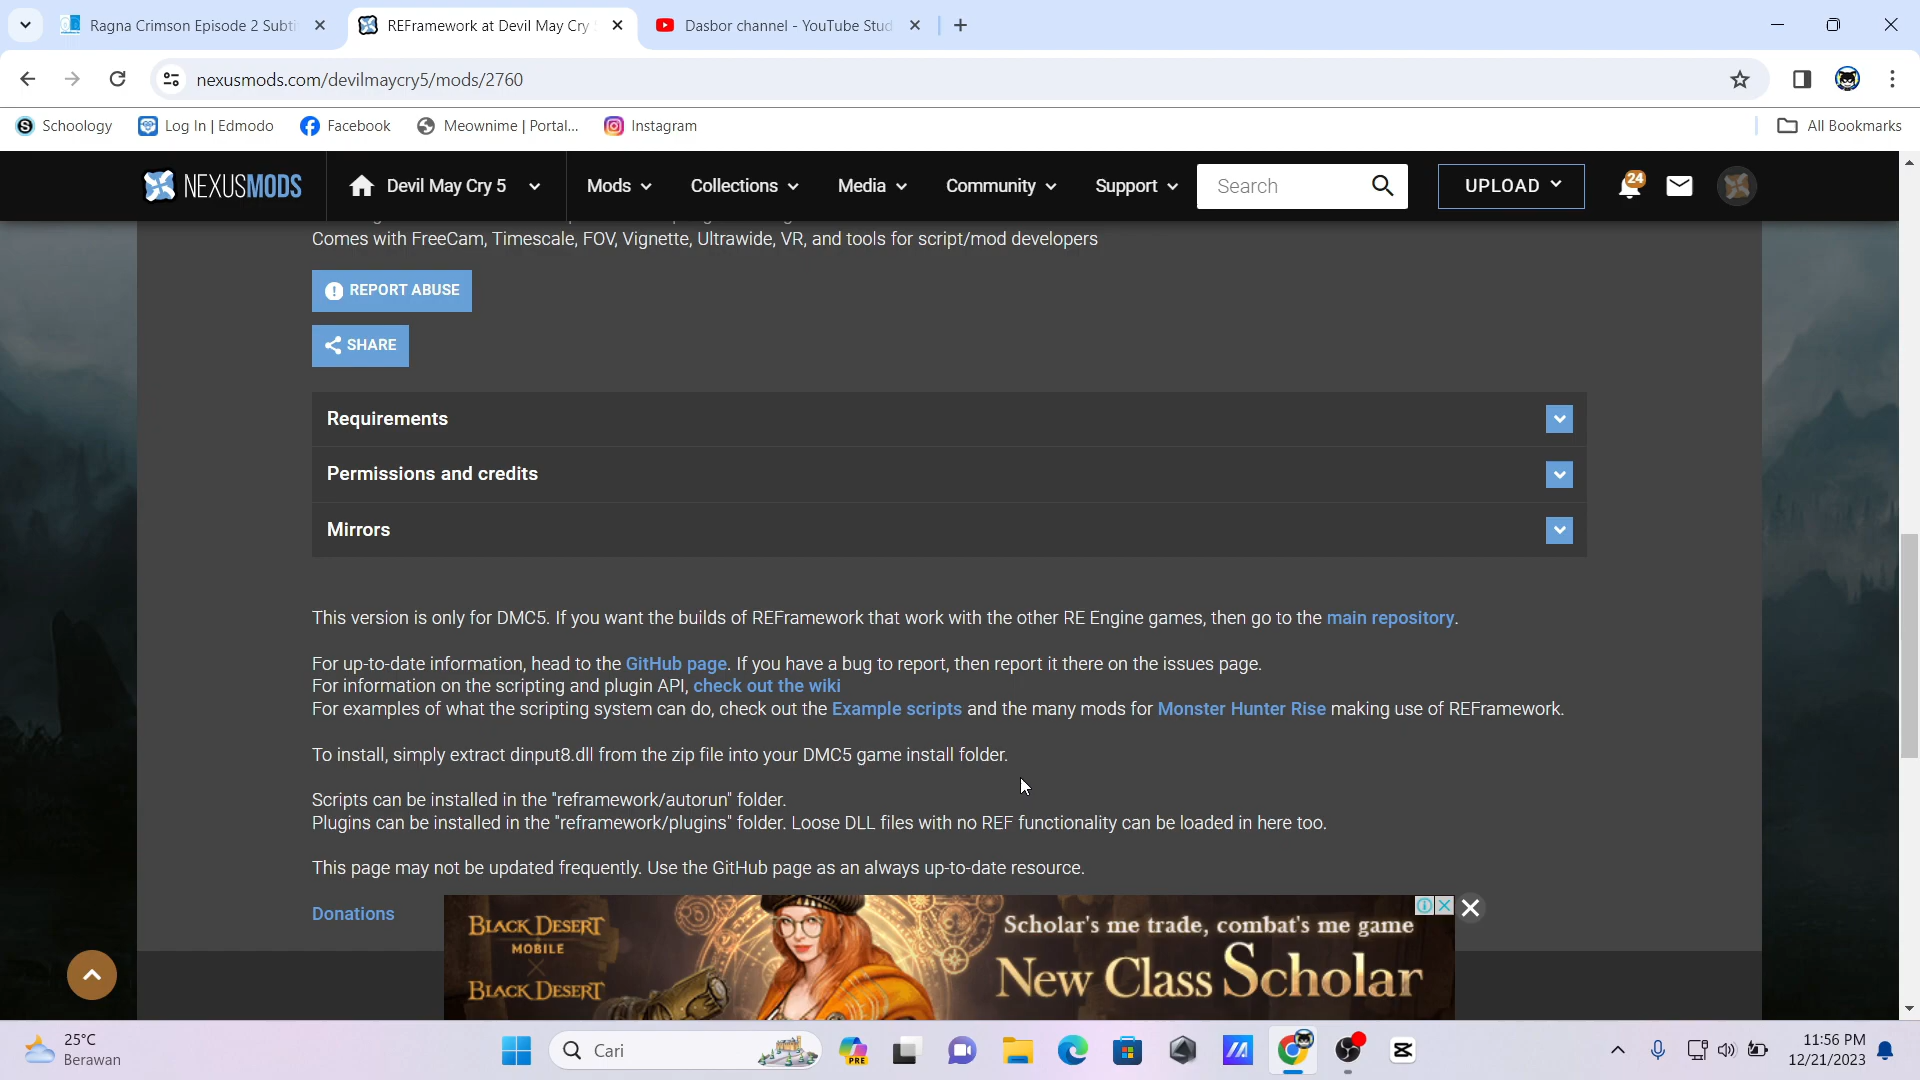 Ragna Crimson Episode 2 Subti
REFramework at Devil May Cry
Dasbor channel - YouTube Stud
nexusmods.com/devilmaycry5/mods/2760
Schoology
Log In | Edmodo
Facebook
Meownime | Portal...
Instagram
All Bookmarks
NEXUSMODS
Devil May Cry 5
Mods
Collections
Media
Community
Support
Search
UPLOAD
24
Comes with FreeCam, Timescale, FOV, Vignette, Ultrawide, VR, and tools for script/mod developers
REPORT ABUSE
SHARE
Requirements
Permissions and credits
Mirrors
This version is only for DMC5. If you want the builds of REFramework that work with the other RE Engine games, then go to the main repository.
For up-to-date information, head to the GitHub page. If you have a bug to report, then report it there on the issues page.
For information on the scripting and plugin API, check out the wiki
For examples of what the scripting system can do, check out the Example scripts and the many mods for Monster Hunter Rise making use of REFramework.
To install, simply extract dinput8.dll from the zip file into your DMC5 game install folder.
Scripts can be installed in the "reframework/autorun" folder.
Plugins can be installed in the "reframework/plugins" folder. Loose DLL files with no REF functionality can be loaded in here too.
This page may not be updated frequently. Use the GitHub page as an always up-to-date resource.
Donations
BLACK DESERT
MOBILE
BLACK DESERT
Scholar's me trade, combat's me game
New Class Scholar
25°C
Berawan
Cari
PRE
11:56 PM
12/21/2023